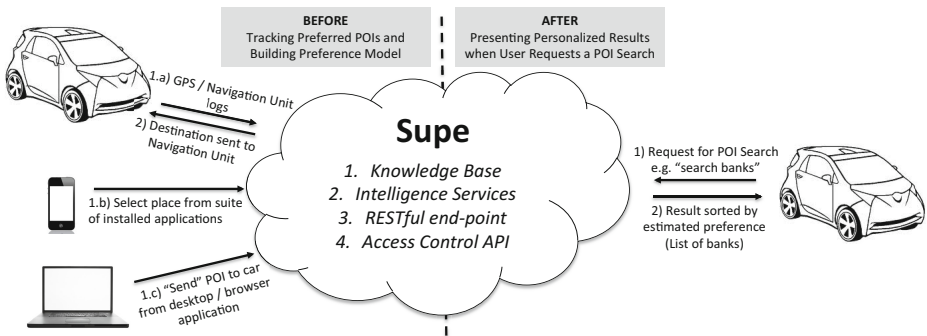 BEFORE
Tracking Preferred POIs and
Building Preference Model
AFTER
Presenting Personalized Results
when User Requests a POI Search
1.a) GPS / Navigation Unit
logs
2) Destination sent to
Navigation Unit
1.b) Select place from suite
of installed applications
1.c) “Send” POI to car
from desktop / browser
application
Supe
1. Knowledge Base
2. Intelligence Services
3. RESTful end-point
4. Access Control API
1) Request for POI Search
e.g. “search banks”
2) Result sorted by
estimated preference
(List of banks)